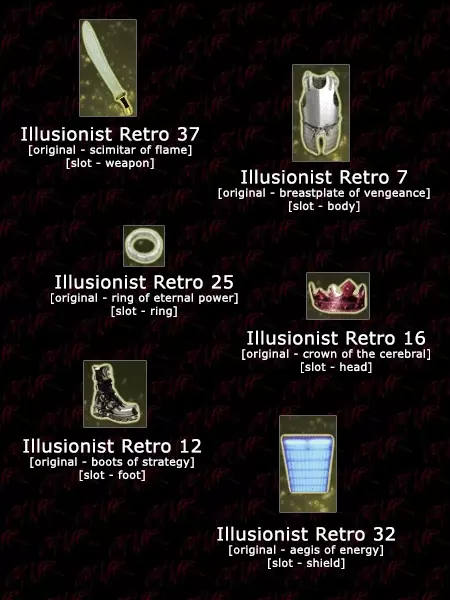 Illusionist Retro 37
[original - scimitar of flame]
[slot - weapon]
Illusionist Retro 7
[original - breastplate of vengeance]
[slot - body]
Illusionist Retro 25
[original - ring of eternal power]
[slot - ring]
Illusionist Retro 16
[original - crown of the cerebral]
[slot - head]
Illusionist Retro 12
[original - boots of strategy]
[slot - foot]
Illusionist Retro 32
[original - aegis of energy]
[slot - shield]